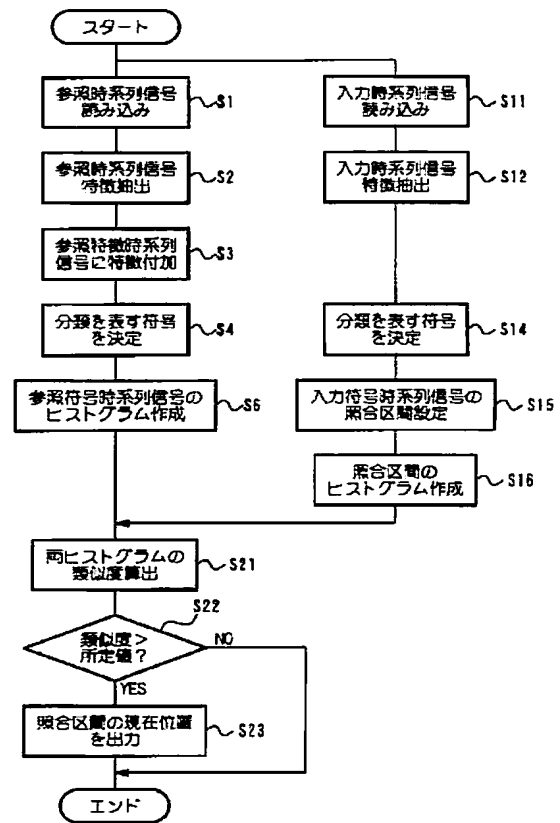 スタート
参照時系列信号
読み込み
S1
入力時系列信号
読み込み
S11
参照時系列信号
特徴抽出
S2
入力時系列信号
特徴抽出
S12
参照特徴時系列
信号に特徴付加
S3
分類を表す符号
を決定
S4
分類を表す符号
を決定
S14
参照符号時系列信号の
ヒストグラム作成
S6
入力符号時系列信号の
照合区間設定
S15
照合区間の
ヒストグラム作成
S16
両ヒストグラムの
類似度算出
S21
S22
類似度>
所定値?
NO
YES
照合区間の現在位置
を出力
S23
エンド